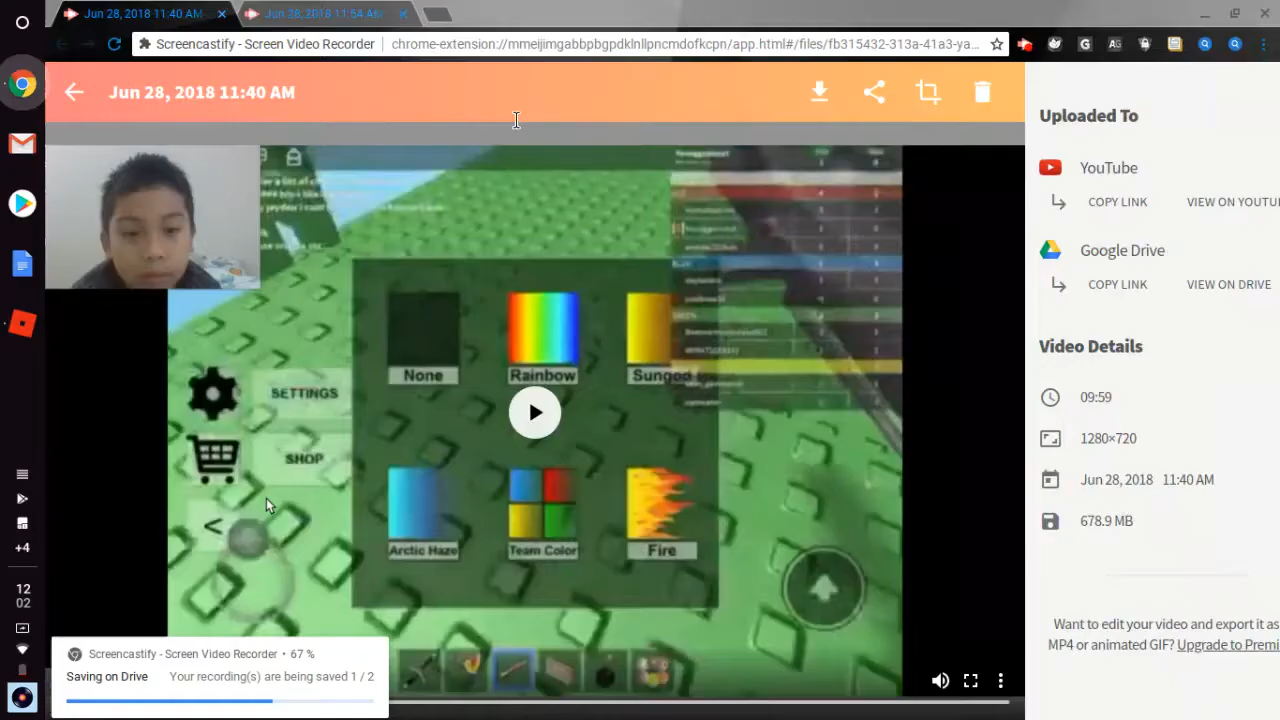 Jun 28, 2018 11:40 AM
Jun 28, 2018 11:54 AM
Screencastify - Screen Video Recorder
chrome-extension://mmeijimgabbpbgpdklnllpncmdofkcpn/app.html#/files/fb315432-313a-41a3-ya...
Jun 28, 2018 11:40 AM
Uploaded To
YouTube
COPY LINK VIEW ON YOUTU
Google Drive
COPY LINK VIEW ON DRIVE
Video Details
09:59
1280×720
Jun 28, 2018 11:40 AM
678.9 MB
Want to edit your video and export it as
MP4 or animated GIF? Upgrade to Premi
None Rainbow Sungod
SETTINGS
SHOP
<
Arctic Haze Team Color Fire
+4
12
02
Screencastify - Screen Video Recorder • 67 %
Saving on Drive Your recording(s) are being saved 1 / 2